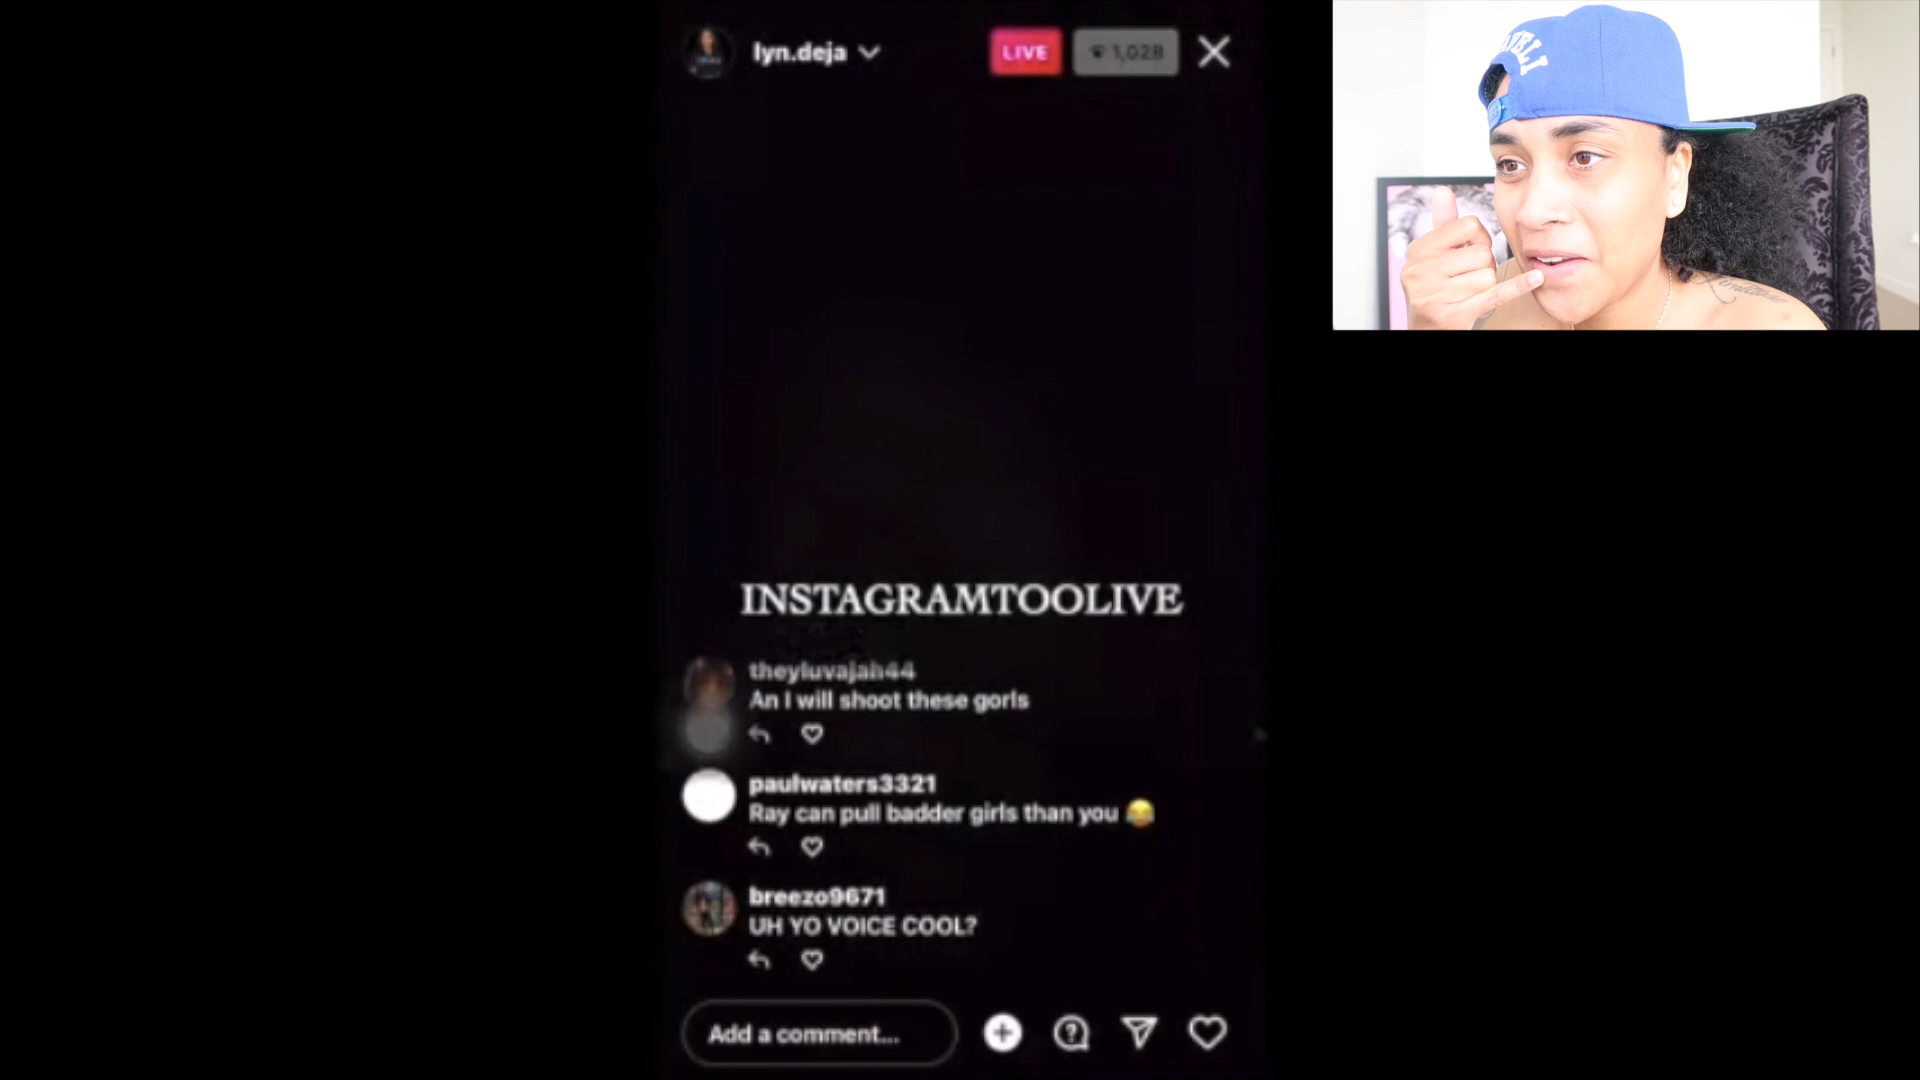 lyn.deja
LIVE
1,028
INSTAGRAMTOOLIVE
theyluvajah44
An I will shoot these gorls
paulwaters3321
Ray can pull badder girls than you 😂
breezo9671
UH YO VOICE COOL?
Add a comment...